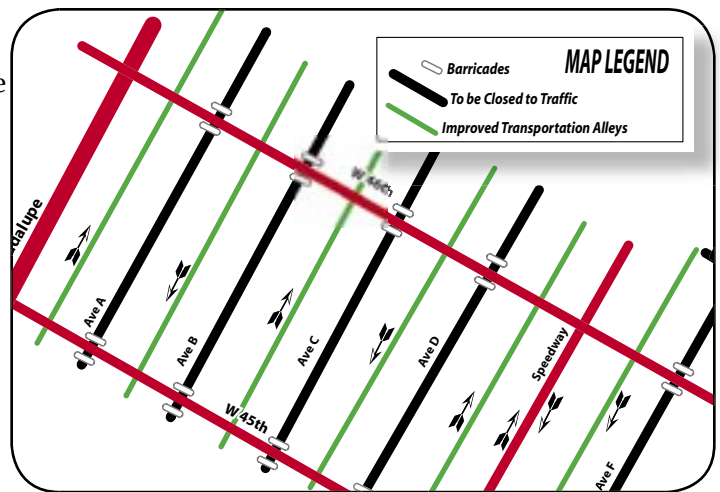 e
MAP LEGEND
Barricades
To be Closed to Traffic
Improved Transportation Alleys
W 46th
dalupe
Ave A
Ave B
Ave C
Ave D
Speedway
W 45th
Ave F